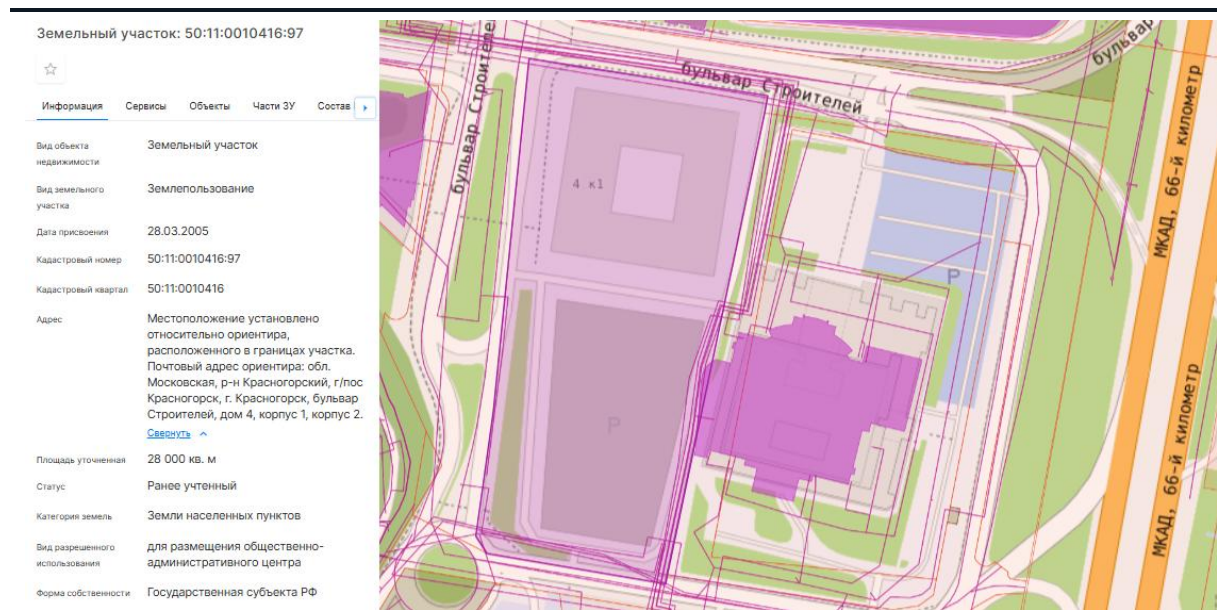 Земельный участок: 50:11:0010416:97
Информация Сервисы Объекты Части ЗУ Состав
Вид объекта
недвижимости
Земельный участок
Вид земельного
участка
Землепользование
Дата присвоения
28.03.2005
Кадастровый номер
50:11:0010416:97
Кадастровый квартал
50:11:0010416
Адрес
Местоположение установлено
относительно ориентира,
расположенного в границах участка.
Почтовый адрес ориентира: обл.
Московская, р-н Красногорский, г/пос
Красногорск, г. Красногорск, бульвар
Строителей, дом 4, корпус 1, корпус 2.
Свернуть
Площадь уточненная
28 000 кв. м
Статус
Ранее учтенный
Категория земель
Земли населенных пунктов
Вид разрешенного
использования
для размещения общественно-
административного центра
Форма собственности
Государственная субъекта РФ
бульвар Строителе
бульвар Строителей
бульвар
4 к1
P
P
МКАД, 66-й километр
МКАД, 66-й километр